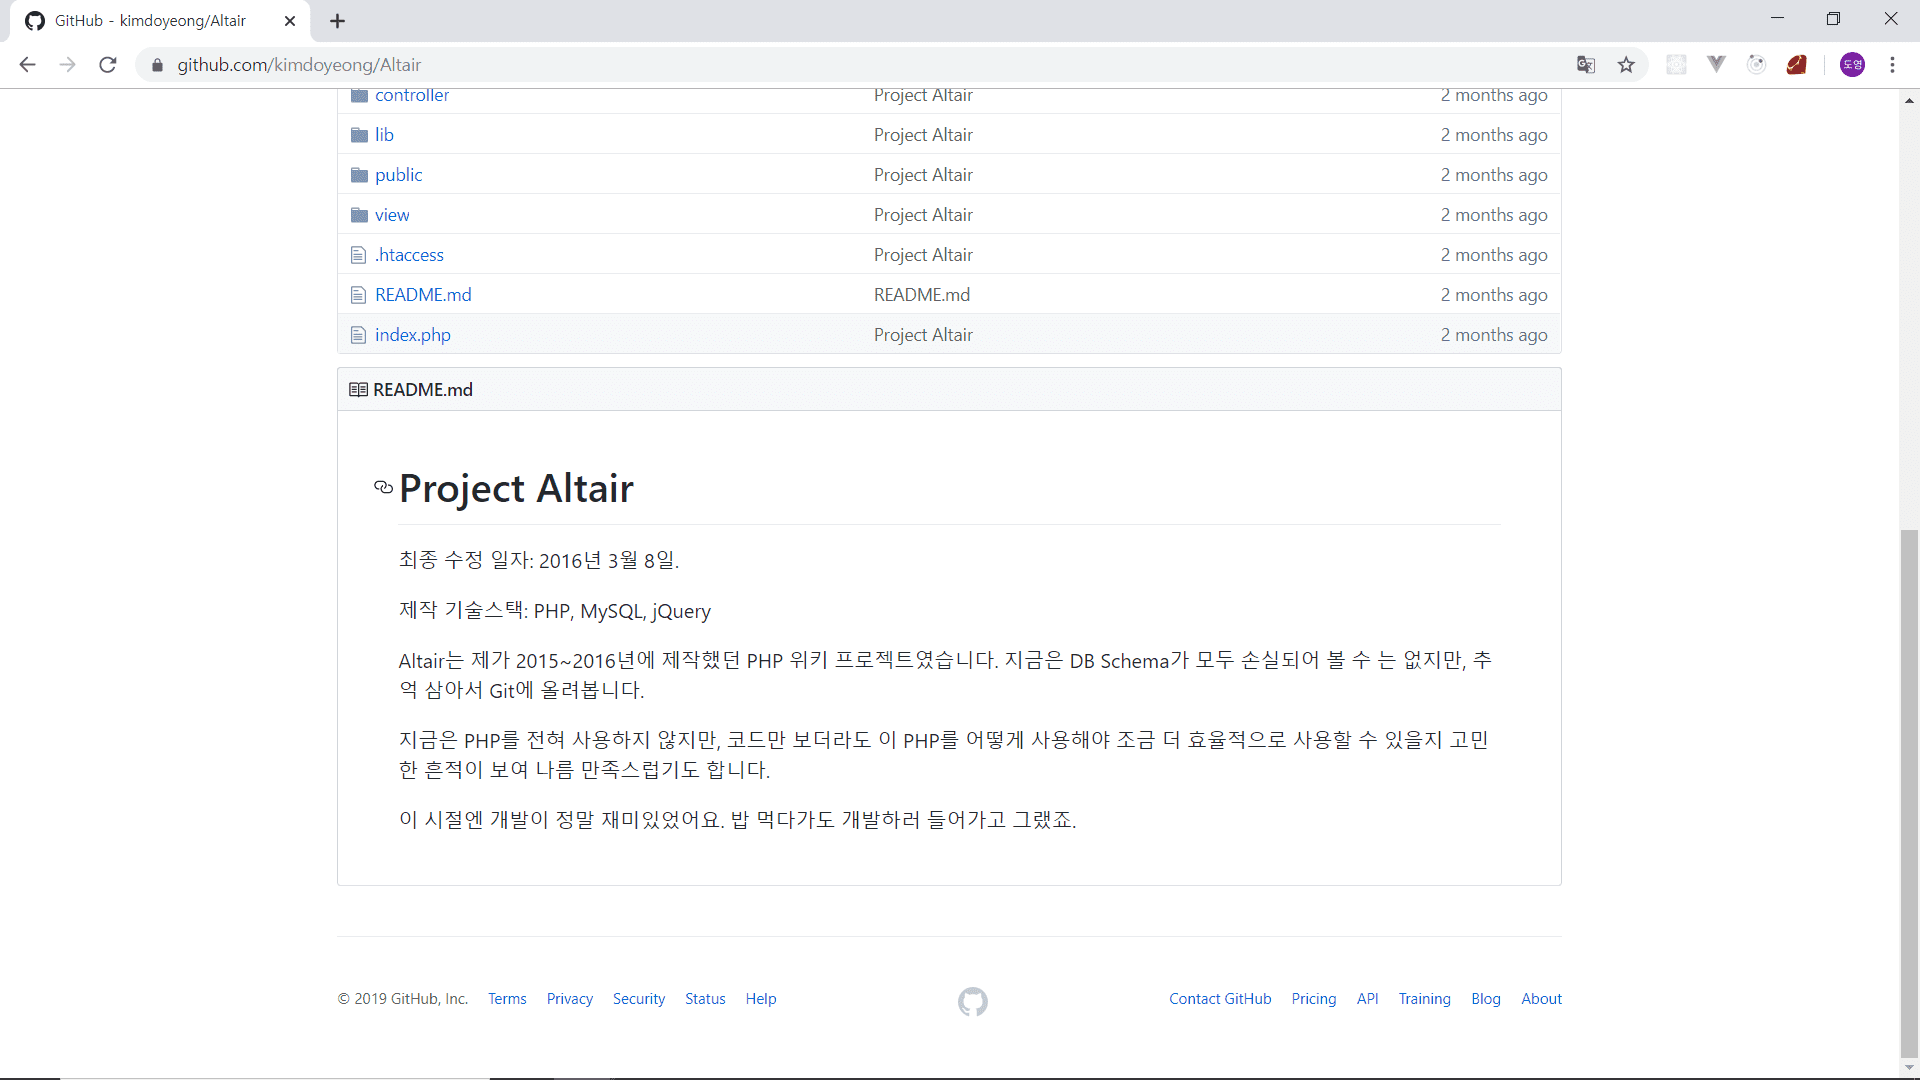 GitHub - kimdoyeong/Altair
github.com/kimdoyeong/Altair
도영
controller Project Altair 2 months ago
lib Project Altair 2 months ago
public Project Altair 2 months ago
view Project Altair 2 months ago
.htaccess Project Altair 2 months ago
README.md README.md 2 months ago
index.php Project Altair 2 months ago
README.md
Project Altair
최종 수정 일자: 2016년 3월 8일.
제작 기술스택: PHP, MySQL, jQuery
Altair는 제가 2015~2016년에 제작했던 PHP 위키 프로젝트였습니다. 지금은 DB Schema가 모두 손실되어 볼 수 는 없지만, 추
억 삼아서 Git에 올려봅니다.
지금은 PHP를 전혀 사용하지 않지만, 코드만 보더라도 이 PHP를 어떻게 사용해야 조금 더 효율적으로 사용할 수 있을지 고민
한 흔적이 보여 나름 만족스럽기도 합니다.
이 시절엔 개발이 정말 재미있었어요. 밥 먹다가도 개발하러 들어가고 그랬죠.
© 2019 GitHub, Inc. Terms Privacy Security Status Help Contact GitHub Pricing API Training Blog About